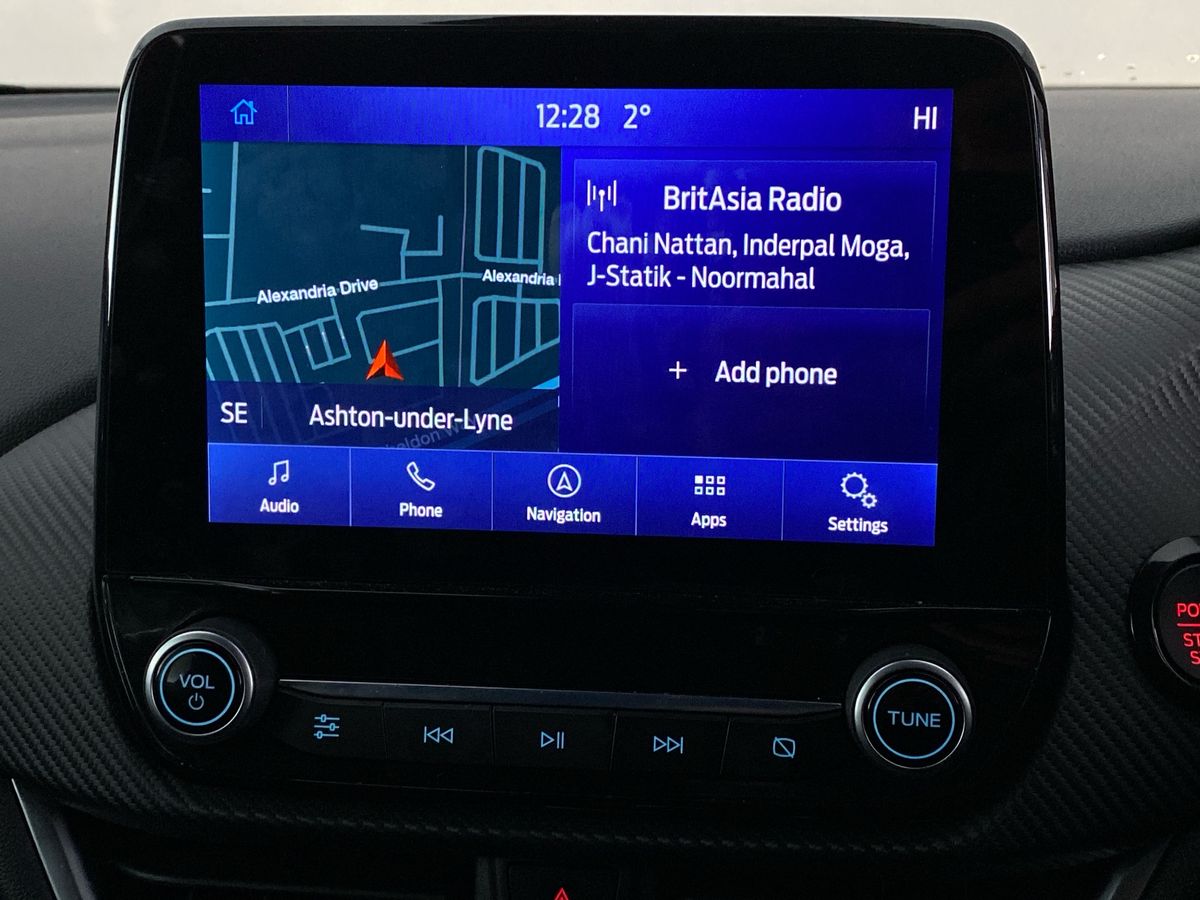 12:28 2° HI
BritAsia Radio
Chani Nattan, Inderpal Moga,
J-Statik - Noormahal
Alexandria Drive
Alexandria
+ Add phone
SE Ashton-under-Lyne
Audio
Phone
Navigation
Apps
Settings
VOL
TUNE